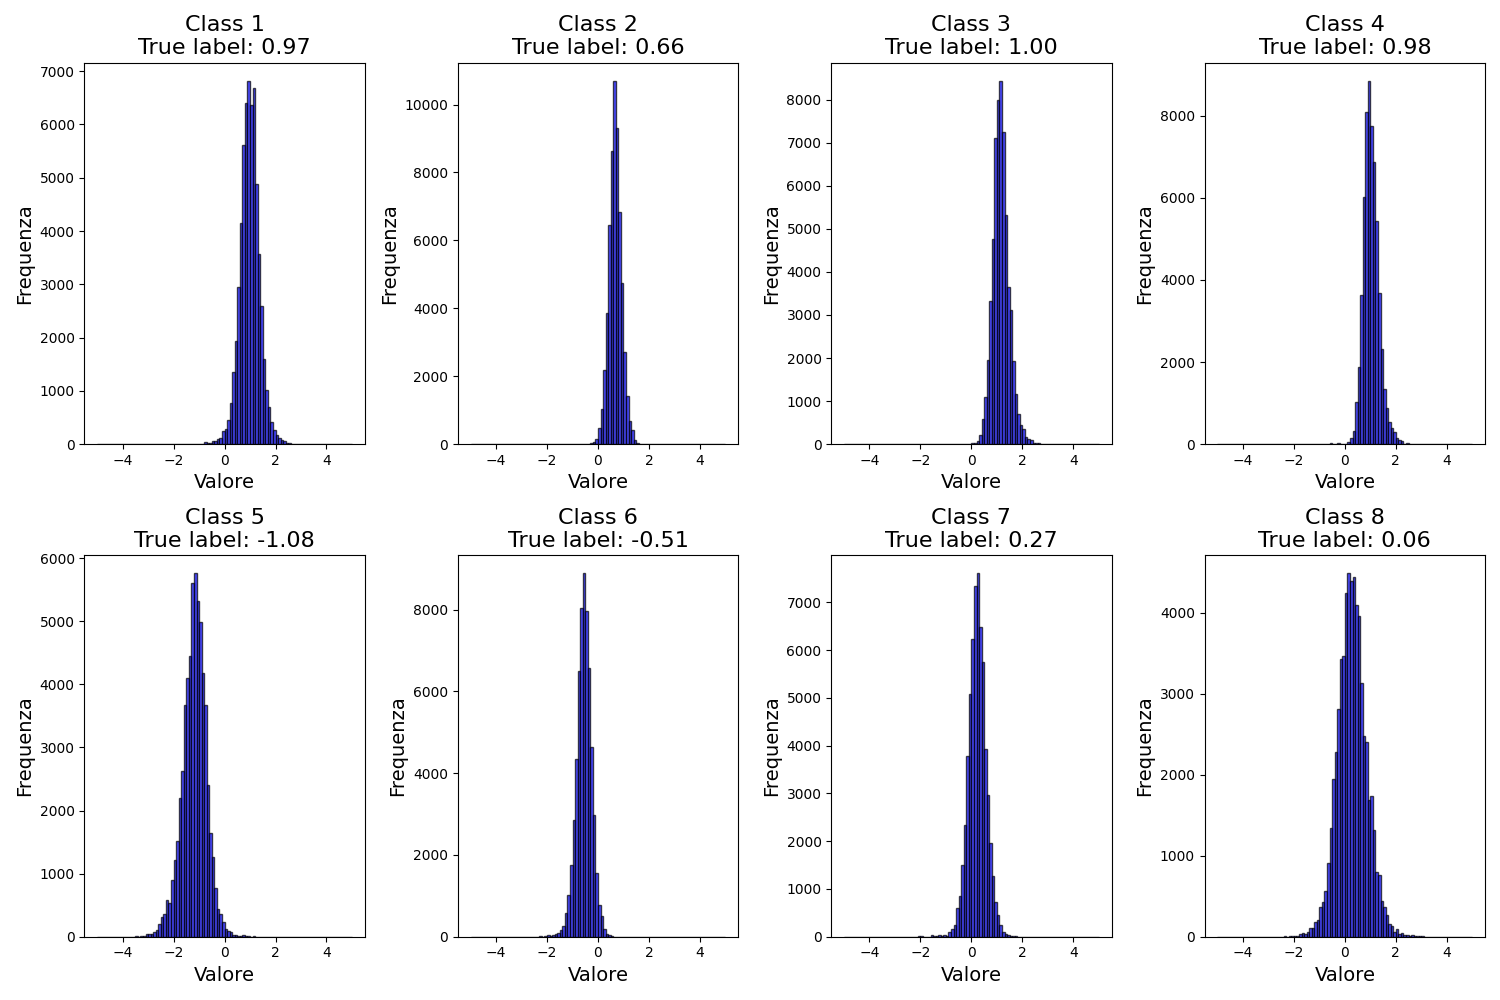 Class 1
True label: 0.97
Class 2
True label: 0.66
Class 3
True label: 1.00
Class 4
True label: 0.98
7000
6000
5000
4000
3000
2000
1000
0
Frequenza
−4 −2 0 2 4
Valore
10000
8000
6000
4000
2000
0
Frequenza
−4 −2 0 2 4
Valore
8000
7000
6000
5000
4000
3000
2000
1000
0
Frequenza
−4 −2 0 2 4
Valore
8000
6000
4000
2000
0
Frequenza
−4 −2 0 2 4
Valore
Class 5
True label: -1.08
Class 6
True label: -0.51
Class 7
True label: 0.27
Class 8
True label: 0.06
6000
5000
4000
3000
2000
1000
0
Frequenza
−4 −2 0 2 4
Valore
8000
6000
4000
2000
0
Frequenza
−4 −2 0 2 4
Valore
7000
6000
5000
4000
3000
2000
1000
0
Frequenza
−4 −2 0 2 4
Valore
4000
3000
2000
1000
0
Frequenza
−4 −2 0 2 4
Valore